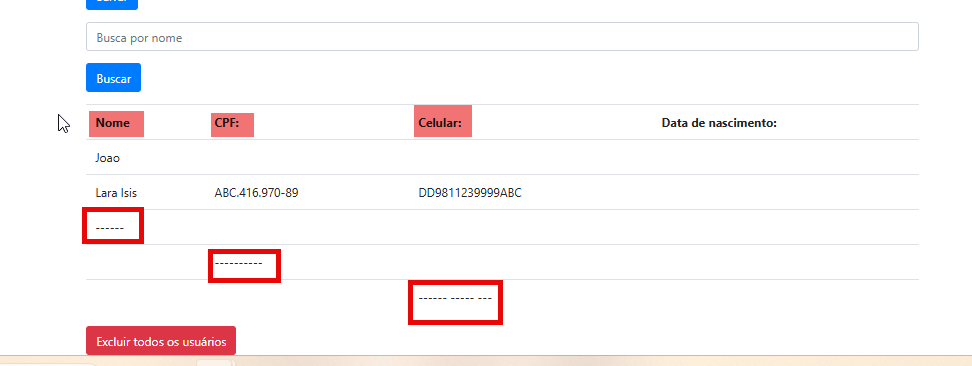 Busca por nome
Buscar
Nome CPF: Celular: Data de nascimento:
Joao
Lara Isis ABC.416.970-89 DD9811239999ABC
------
----------
------ ----- ---
Excluir todos os usuários